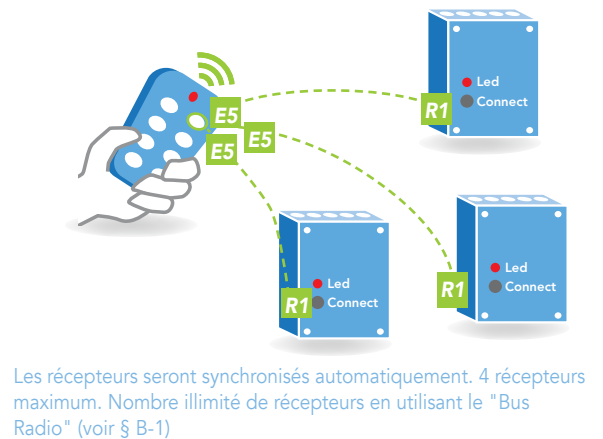 E5
E5
E5
R1
Led
Connect
R1
Led
Connect
R1
Led
Connect
Les récepteurs seront synchronisés automatiquement. 4 récepteurs
maximum. Nombre illimité de récepteurs en utilisant le "Bus
Radio" (voir § B-1)